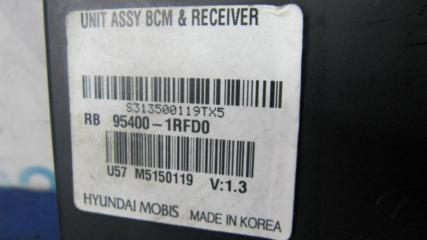 UNIT ASSY BCM & RECEIVER
S313500119TX5
RB 95400-1RFD0
U57 M5150119 V:1.3
HYUNDAI MOBIS MADE IN KOREA